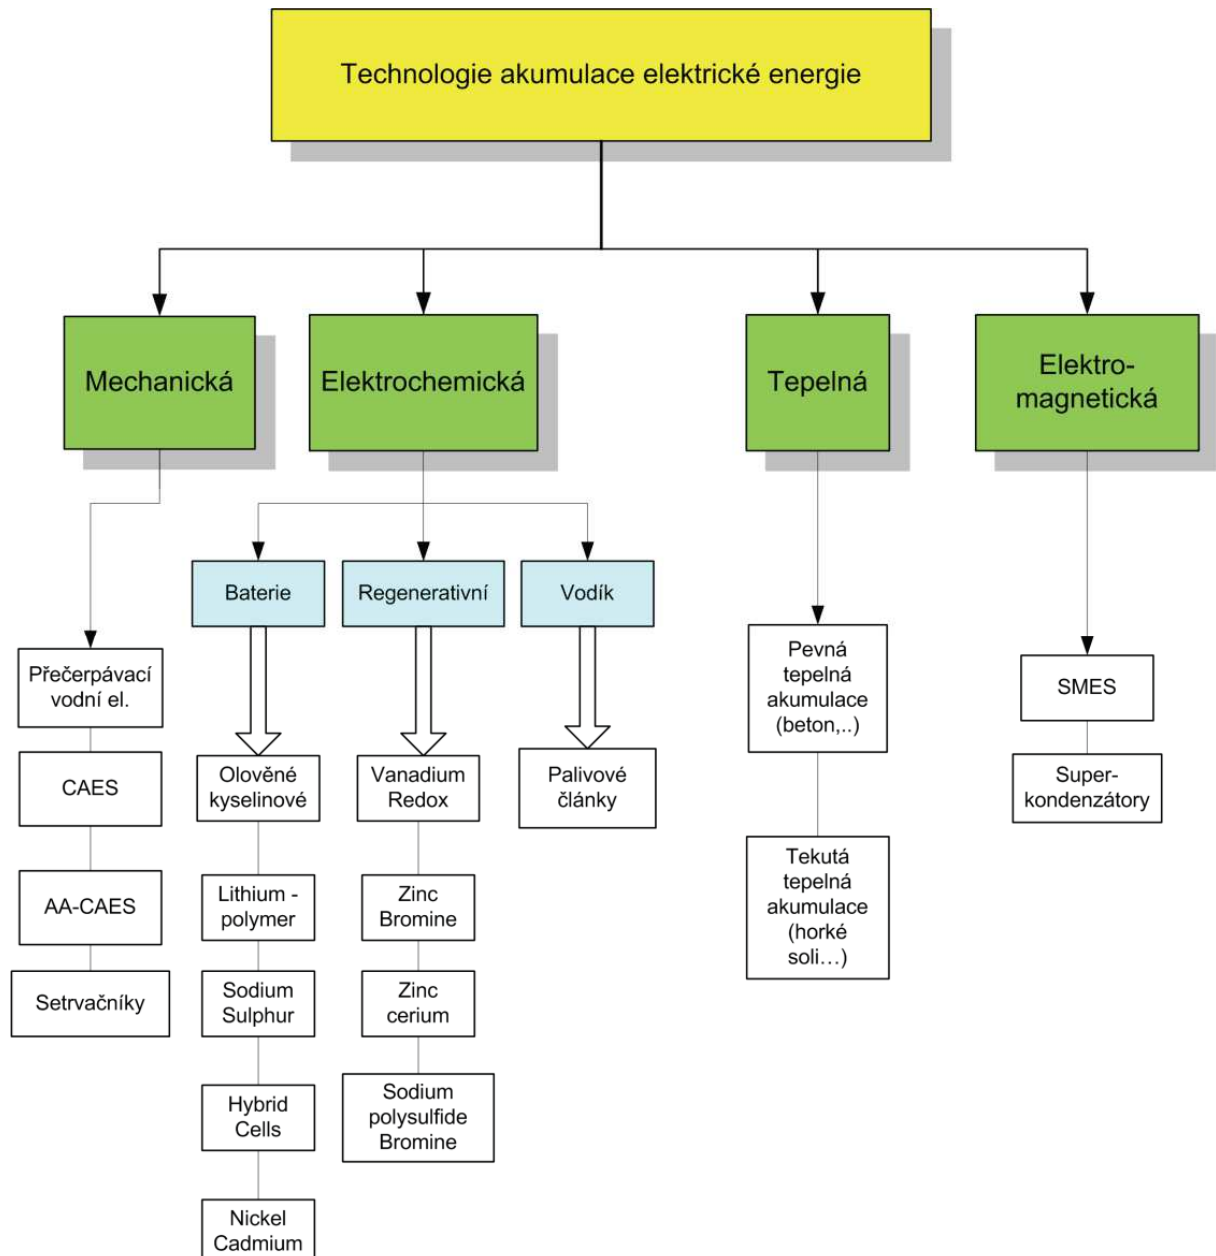 Technologie akumulace elektrické energie
Mechanická
Elektrochemická
Tepelná
Elektro-
magnetická
Baterie
Regenerativní
Vodík
Přečerpávací
vodní el.
CAES
AA-CAES
Setrvačníky
Olověné
kyselinové
Lithium -
polymer
Sodium
Sulphur
Hybrid
Cells
Nickel
Cadmium
Vanadium
Redox
Zinc
Bromine
Zinc
cerium
Sodium
polysulfide
Bromine
Palivové
články
Pevná
tepelná
akumulace
(beton,..)
Tekutá
tepelná
akumulace
(horké
soli…)
SMES
Super-
kondenzátory